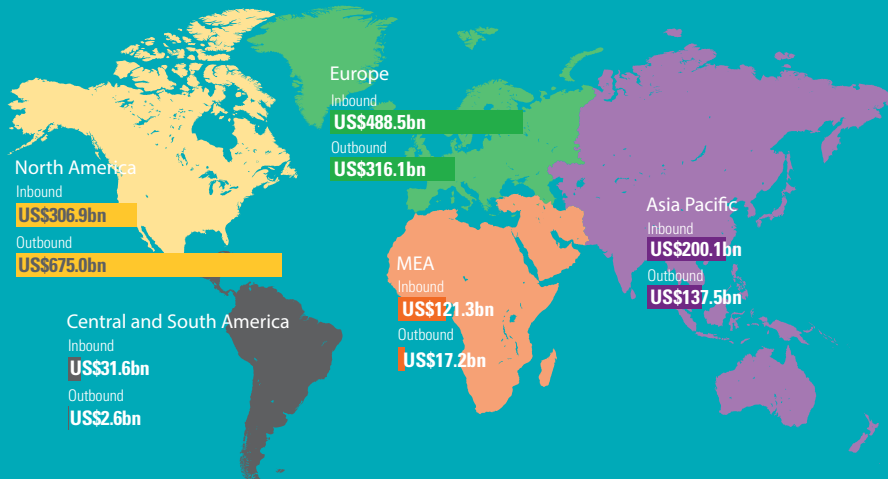 North America
Inbound
US$306.9bn
Outbound
US$675.0bn
Europe
Inbound
US$488.5bn
Outbound
US$316.1bn
Central and South America
Inbound
US$31.6bn
Outbound
US$2.6bn
MEA
Inbound
US$121.3bn
Outbound
US$17.2bn
Asia Pacific
Inbound
US$200.1bn
Outbound
US$137.5bn